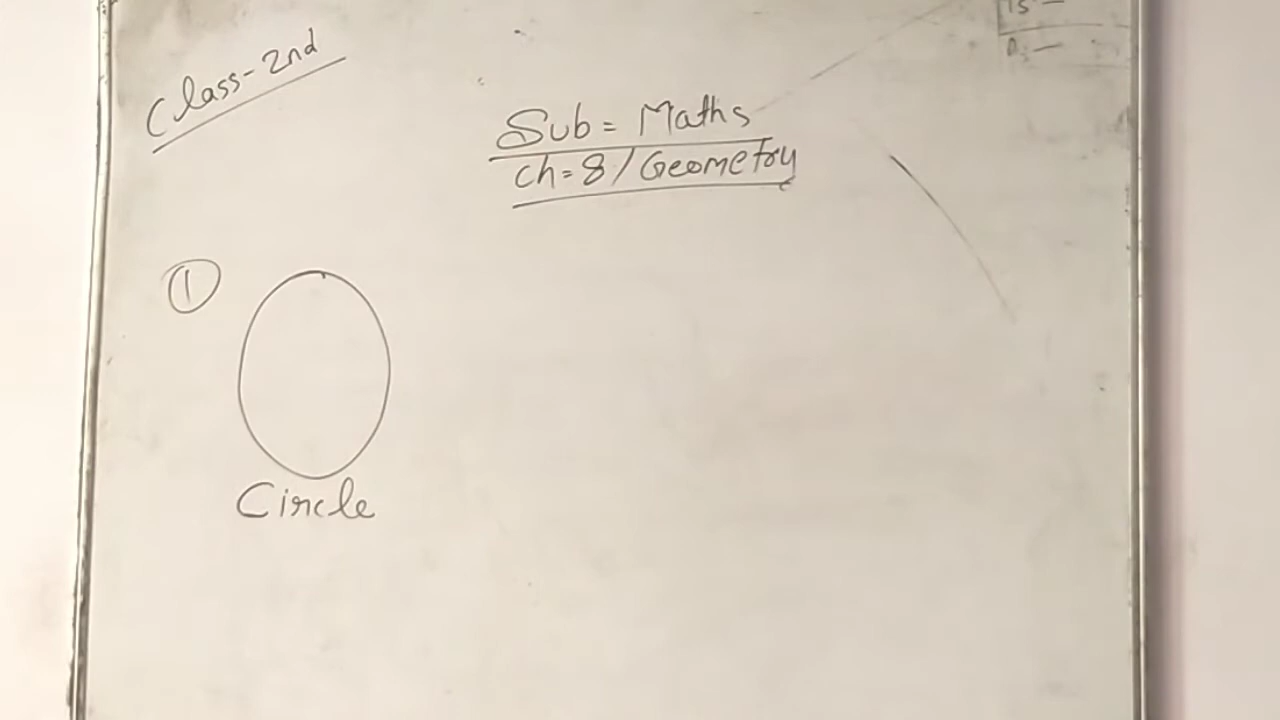 Class-2nd
Sub = Maths
Ch = 8 / Geometry
①
Circle